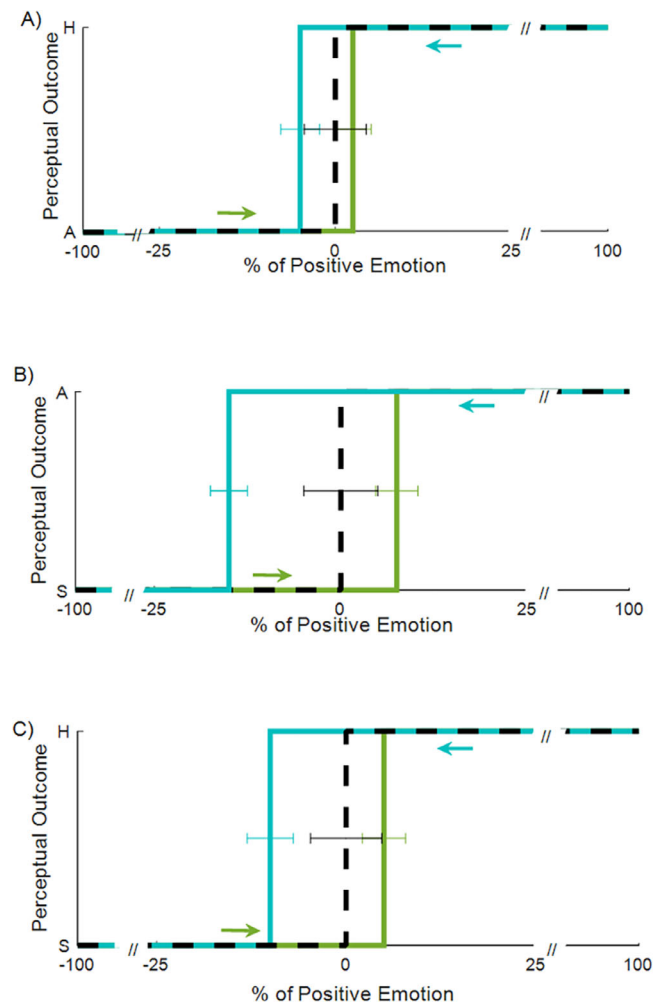 A)
H
Perceptual Outcome
A
-100 // -25 0 25 // 100
% of Positive Emotion
B)
A
Perceptual Outcome
S
-100 // -25 0 25 // 100
% of Positive Emotion
C)
H
Perceptual Outcome
S
-100 // -25 0 25 // 100
% of Positive Emotion